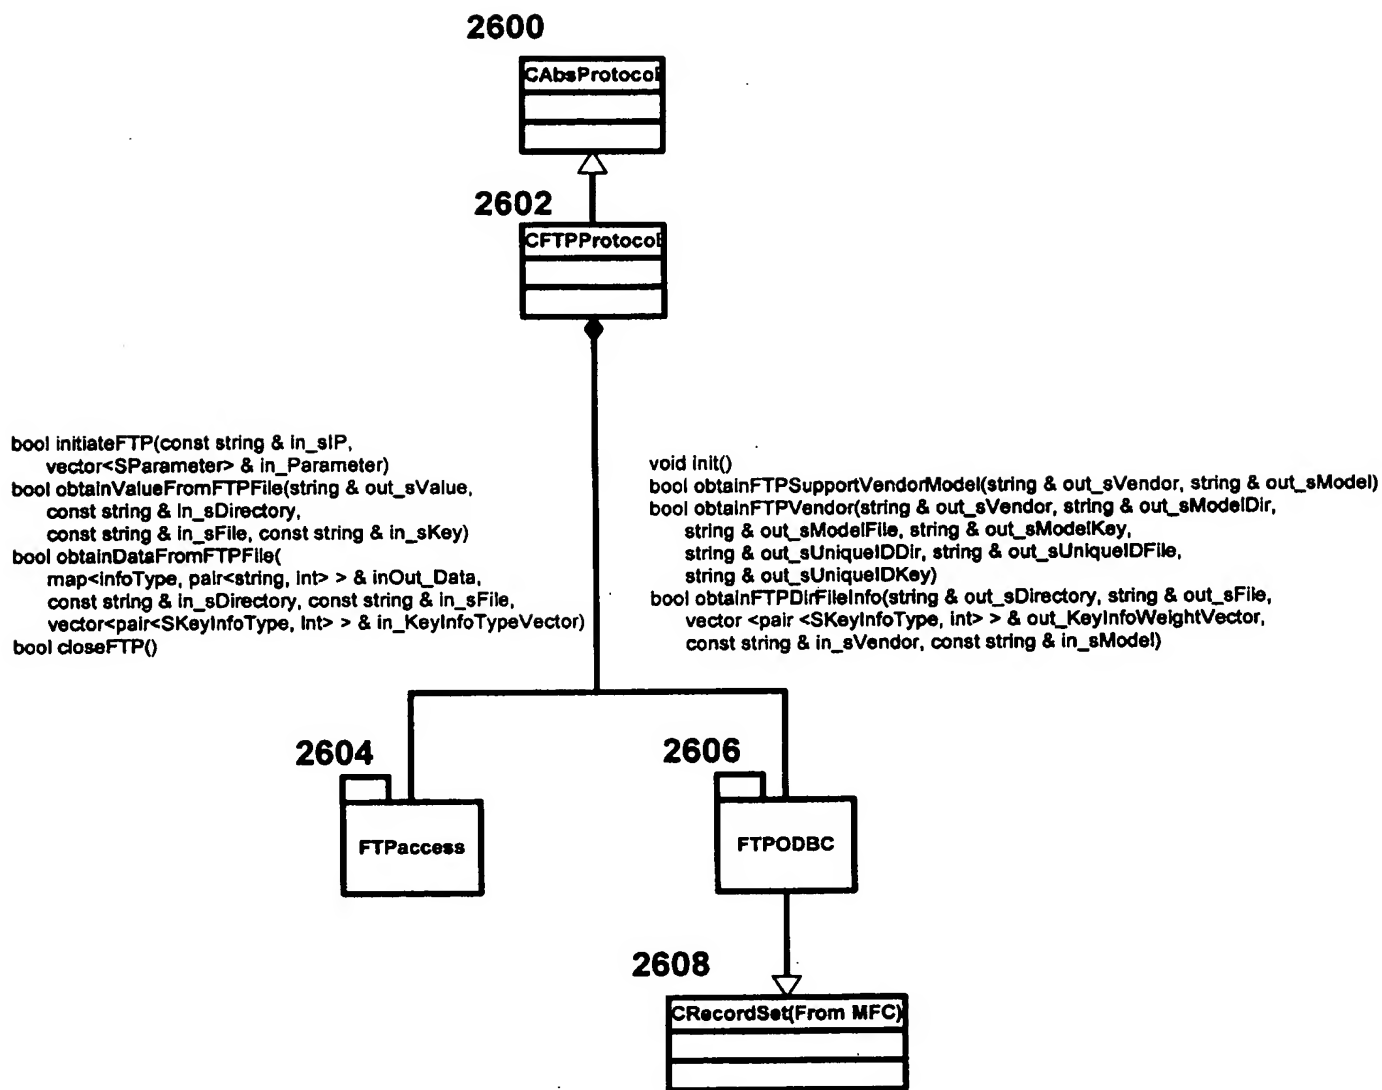 2600
CAbsProtocol
2602
CFTPProtocol
bool initiateFTP(const string & in_sIP,
vector<SParameter> & in_Parameter)
bool obtainValueFromFTPFile(string & out_sValue,
const string & in_sDirectory,
const string & in_sFile, const string & in_sKey)
bool obtainDataFromFTPFile(
map<infoType, pair<string, int> > & inOut_Data,
const string & in_sDirectory, const string & in_sFile,
vector<pair<SKeyInfoType, int> > & in_KeyInfoTypeVector)
bool closeFTP()
void init()
bool obtainFTPSupportVendorModel(string & out_sVendor, string & out_sModel)
bool obtainFTPVendor(string & out_sVendor, string & out_sModelDir,
string & out_sModelFile, string & out_sModelKey,
string & out_sUniqueIDDir, string & out_sUniqueIDFile,
string & out_sUniqueIDKey)
bool obtainFTPDirFileInfo(string & out_sDirectory, string & out_sFile,
vector <pair <SKeyInfoType, int> > & out_KeyInfoWeightVector,
const string & in_sVendor, const string & in_sModel)
2604
FTPaccess
2606
FTPODBC
2608
CRecordSet(From MFC)